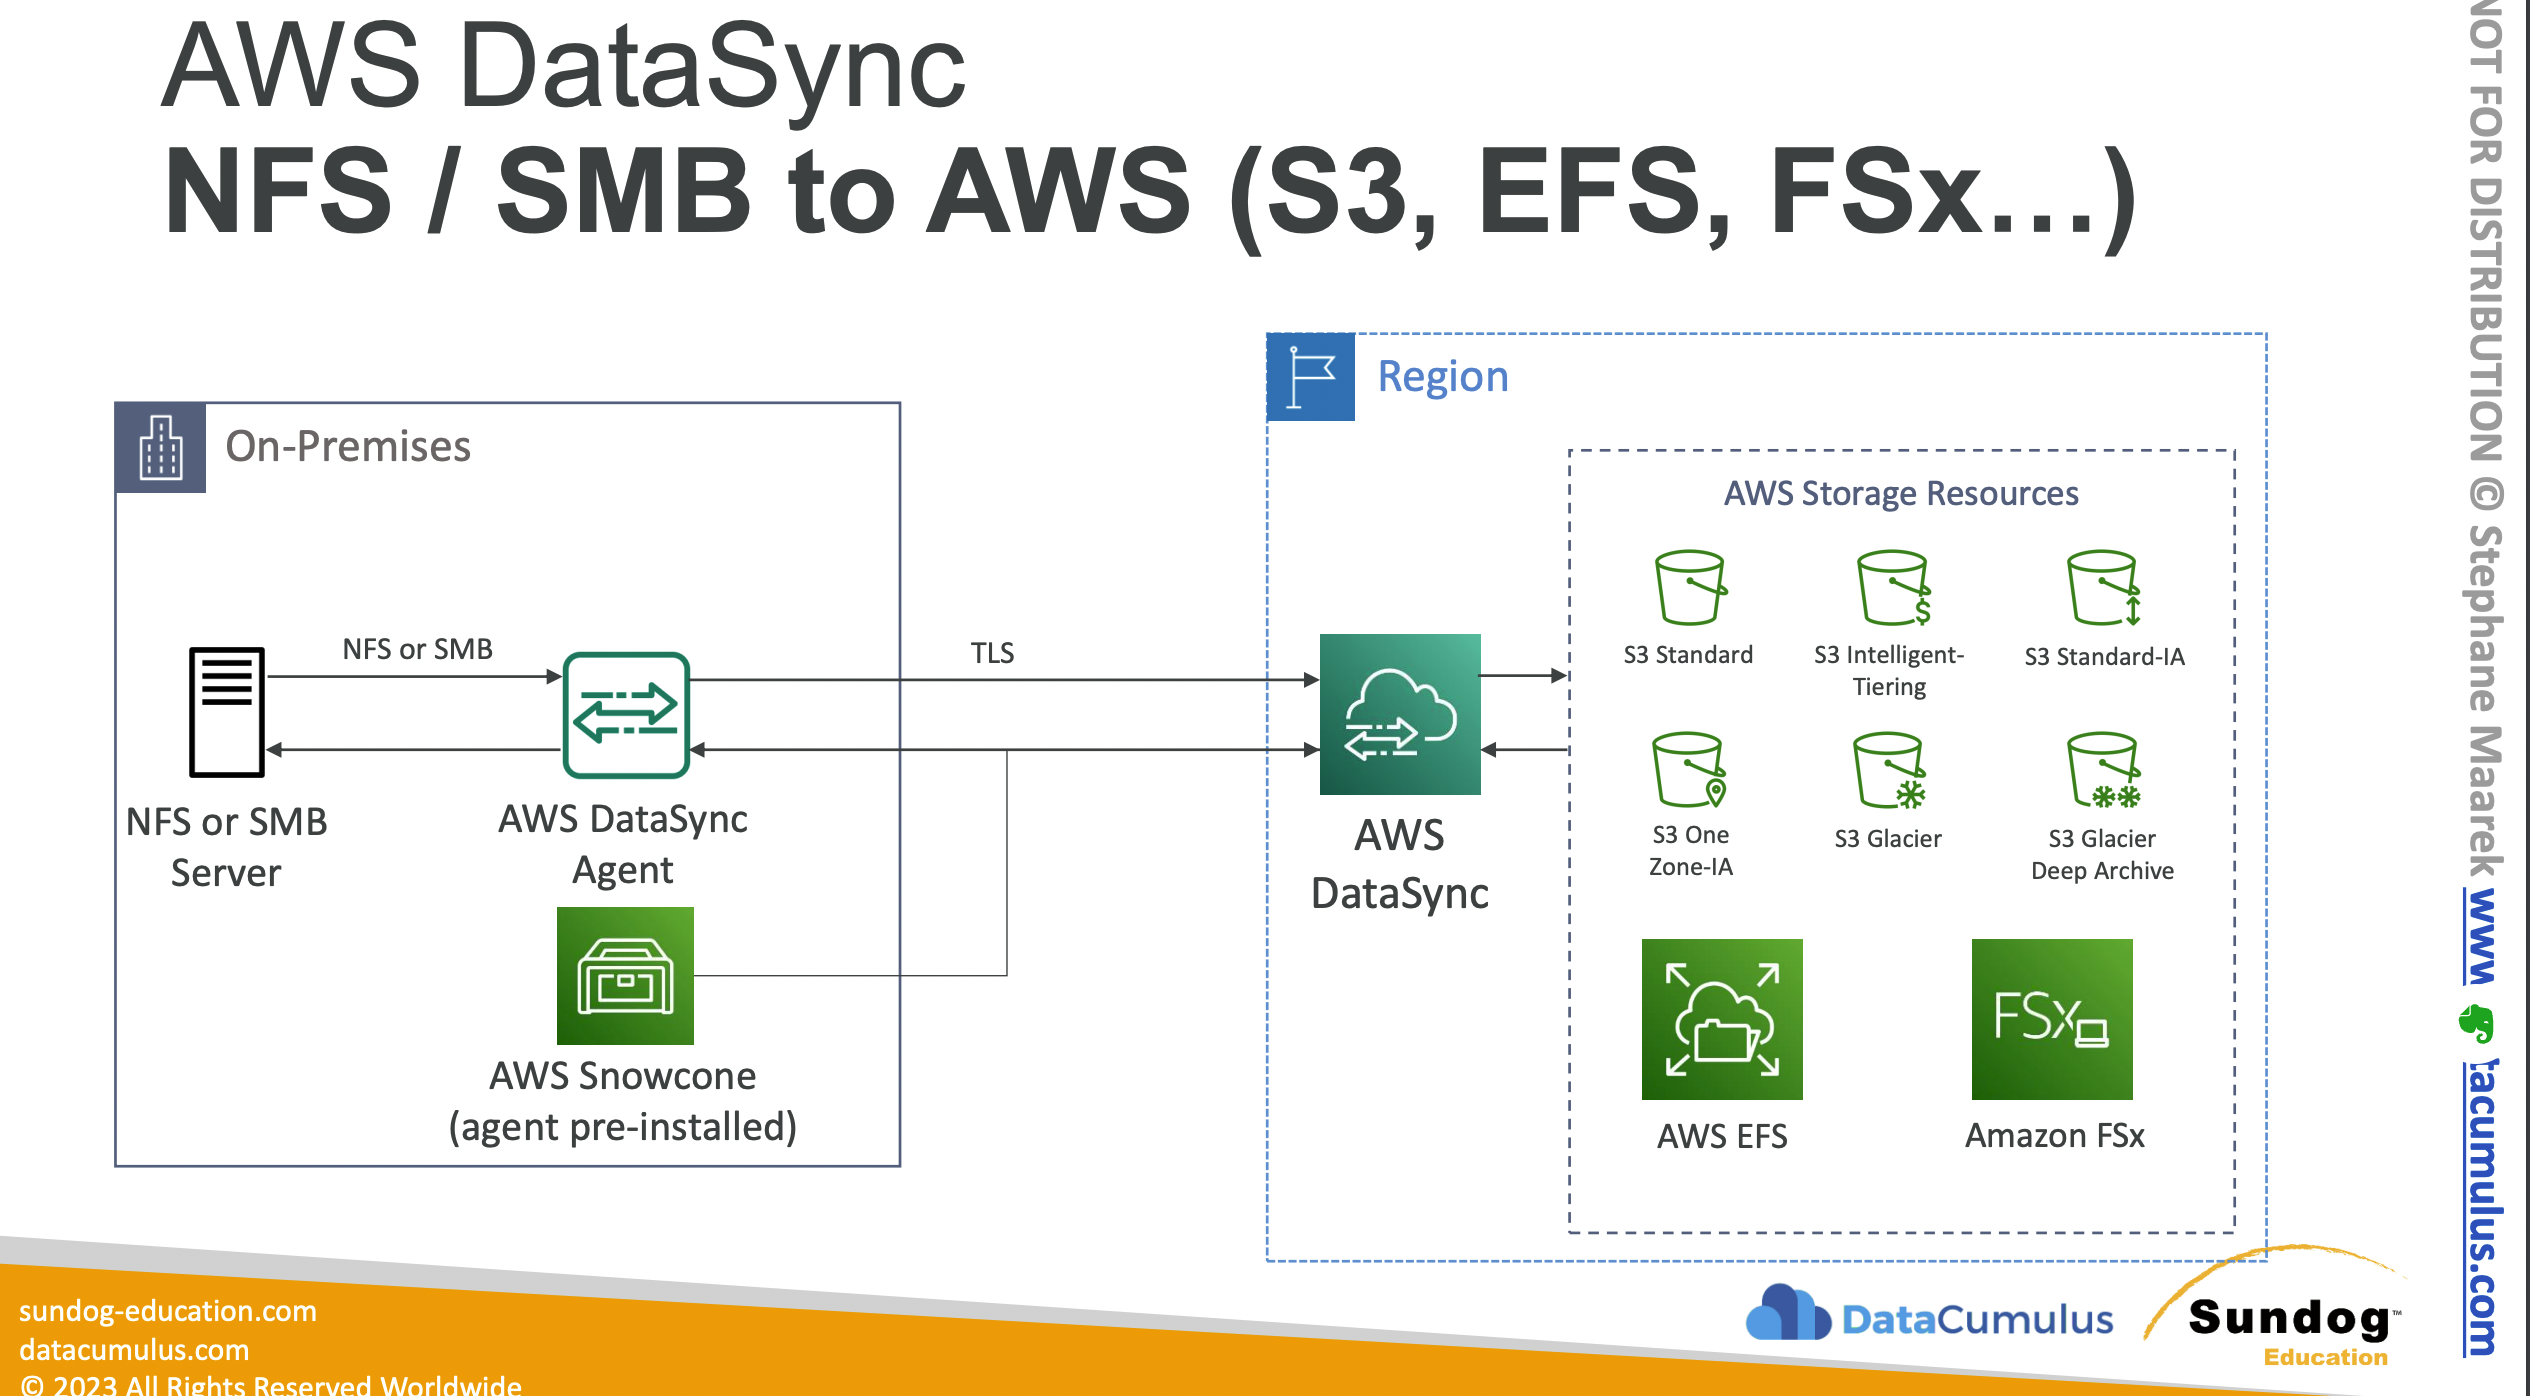 AWS DataSync
NFS / SMB to AWS (S3, EFS, FSx…)
On-Premises
NFS or SMB
NFS or SMB
Server
AWS DataSync
Agent
AWS Snowcone
(agent pre-installed)
TLS
Region
AWS
DataSync
AWS Storage Resources
S3 Standard
S3 Intelligent-
Tiering
S3 Standard-IA
S3 One
Zone-IA
S3 Glacier
S3 Glacier
Deep Archive
FSx
AWS EFS
Amazon FSx
sundog-education.com
datacumulus.com
© 2023 All Rights Reserved Worldwide
DataCumulus
Sundog™
Education
NOT FOR DISTRIBUTION © Stephane Maarek www
tacumulus.com